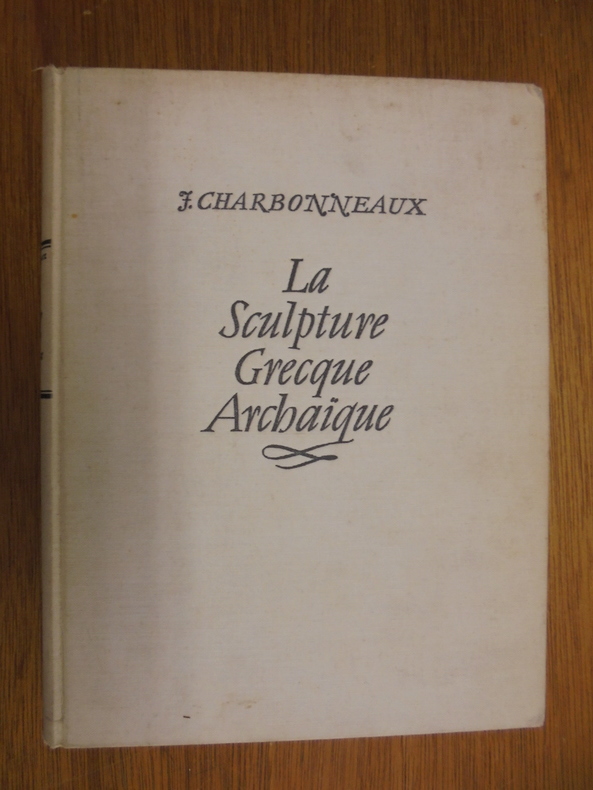 J. CHARBONNEAUX
La
Sculpture
Grecque
Archaïque